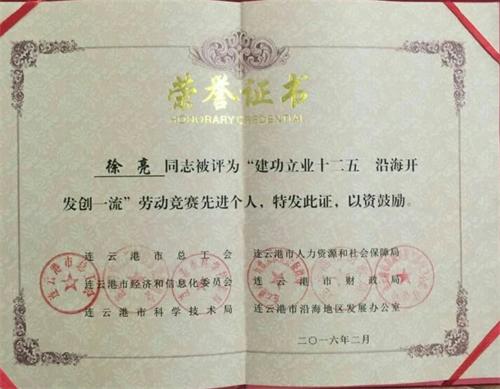 荣誉证书
HONORARY CREDENTIAL
徐 亮 同志被评为“建功立业十二五 沿海开
发创一流”劳动竞赛先进个人，特发此证，以资鼓励。
连云港市总工会 连云港市人力资源和社会保障局
连云港市经济和信息化委员会 连云港市财政局
连云港市科学技术局 连云港市沿海地区发展办公室
二〇一六年二月